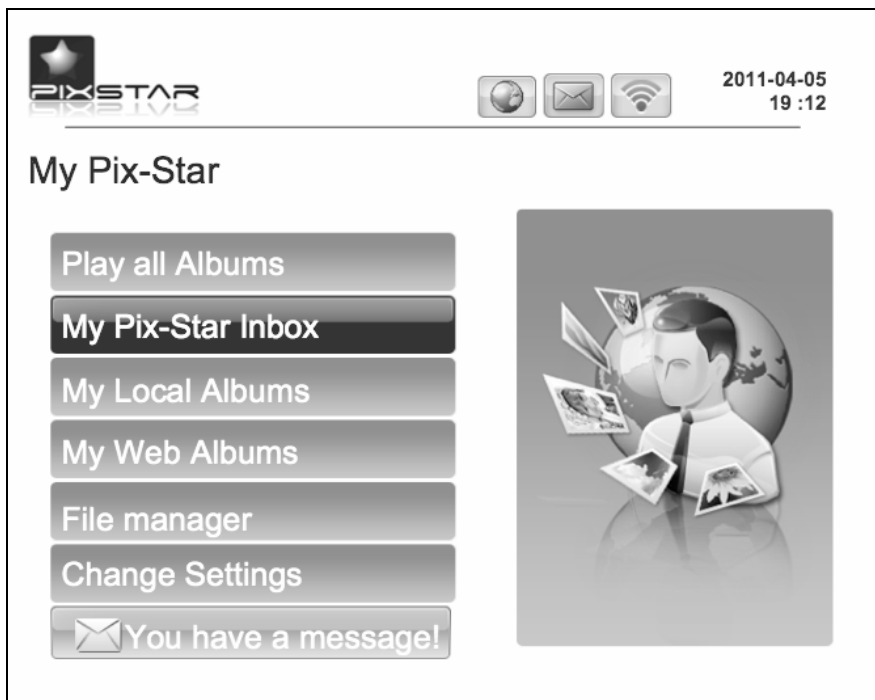 PIXSTAR
2011-04-05
19 :12
My Pix-Star
Play all Albums
My Pix-Star Inbox
My Local Albums
My Web Albums
File manager
Change Settings
You have a message!